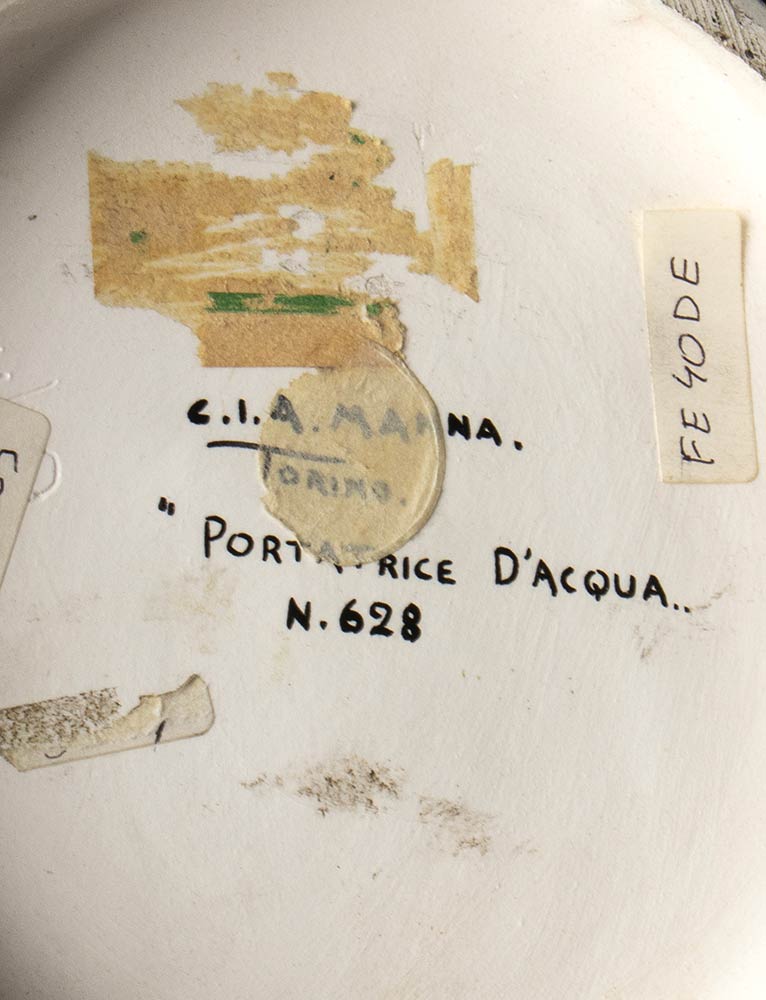 C.I.A. MANNA.
TORINO.
" PORTATRICE D'ACQUA..
N.628
FE 40DE